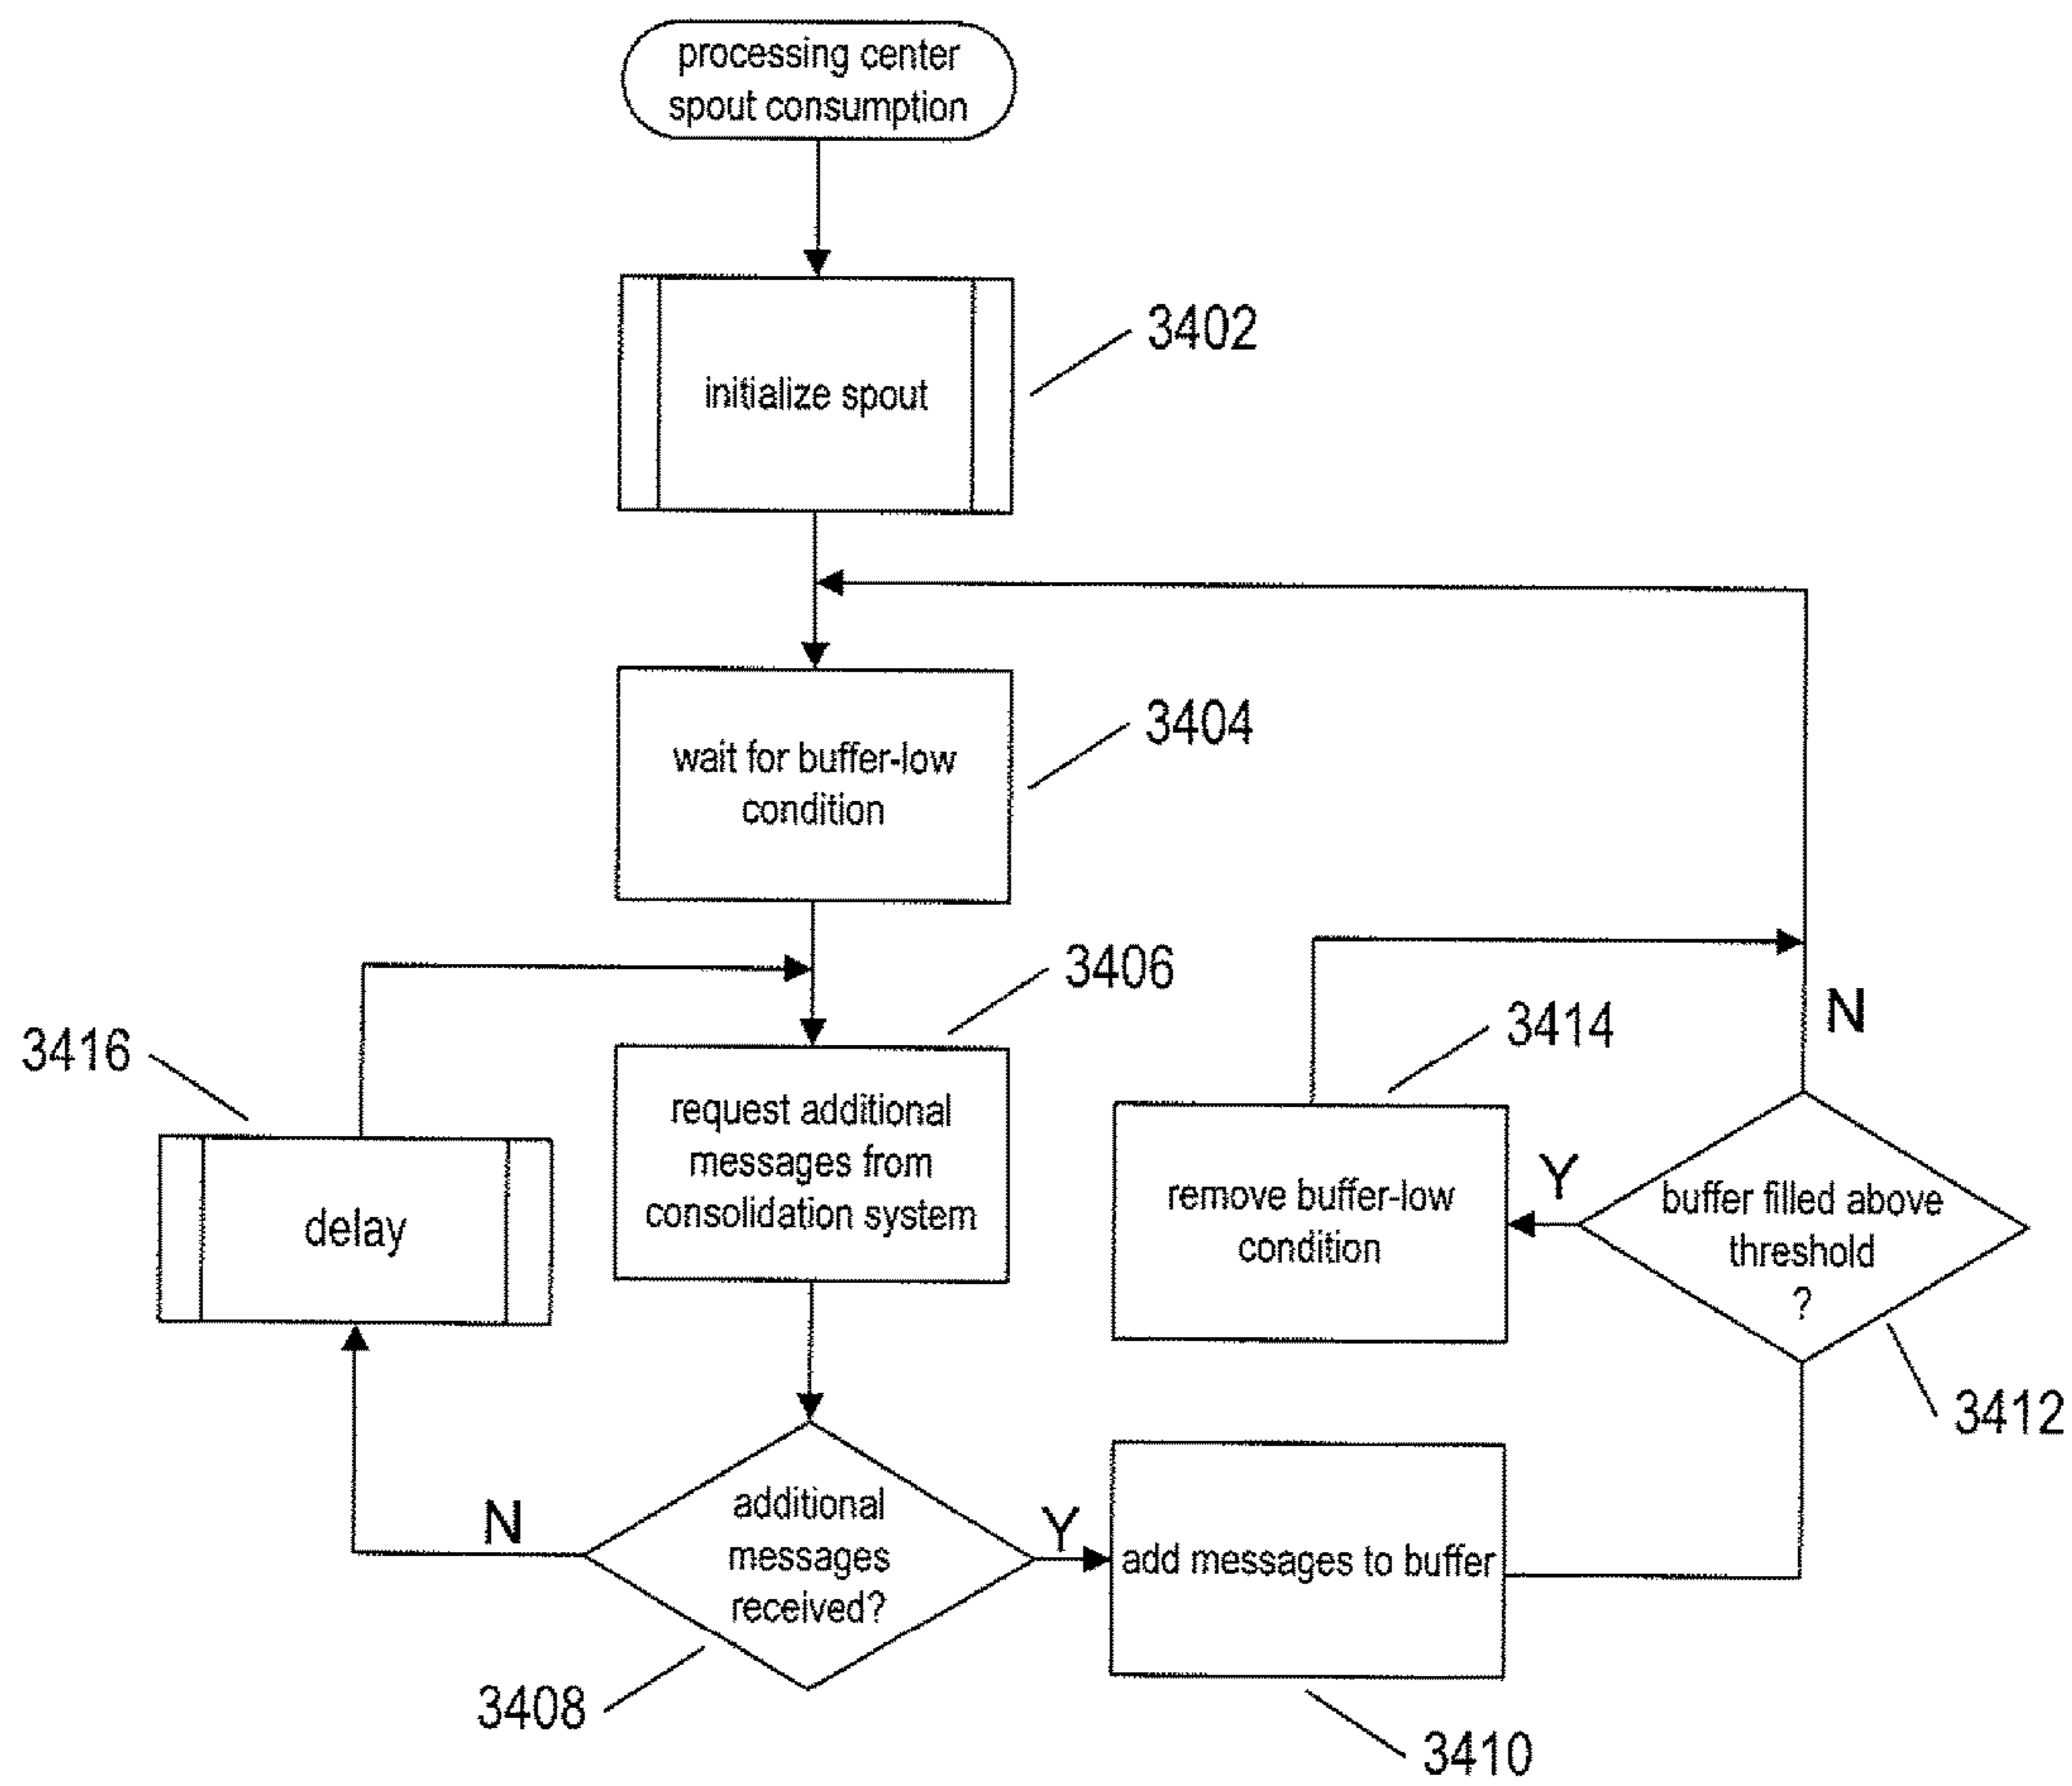 processing center
spout consumption
3402
initialize spout
3404
wait for buffer-low
condition
3406
3414
N
3416
request additional
messages from
consolidation system
delay
remove buffer-low
condition
Y
buffer filled above
threshold
?
3412
N
additional
messages
received?
Y
add messages to buffer
3408
3410